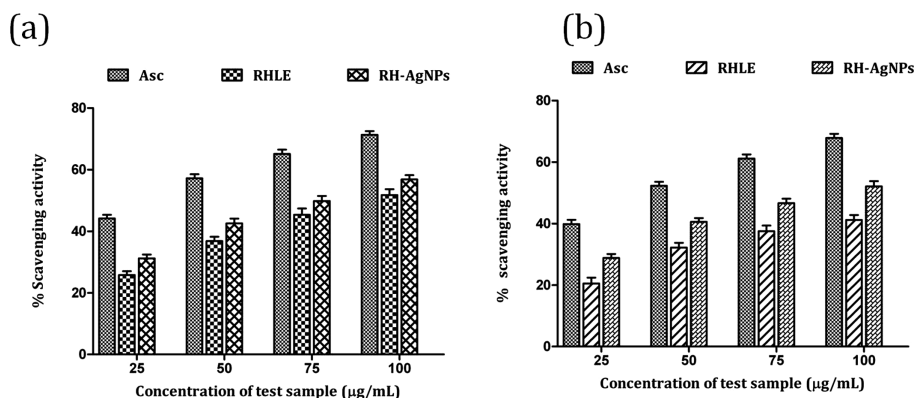 (a)
Asc RHLE RH-AgNPs
80
60
40
20
0
% Scavenging activity
25 50 75 100
Concentration of test sample (μg/mL)
(b)
Asc RHLE RH-AgNPs
80
60
40
20
0
% scavenging activity
25 50 75 100
Concentration of test sample (μg/mL)